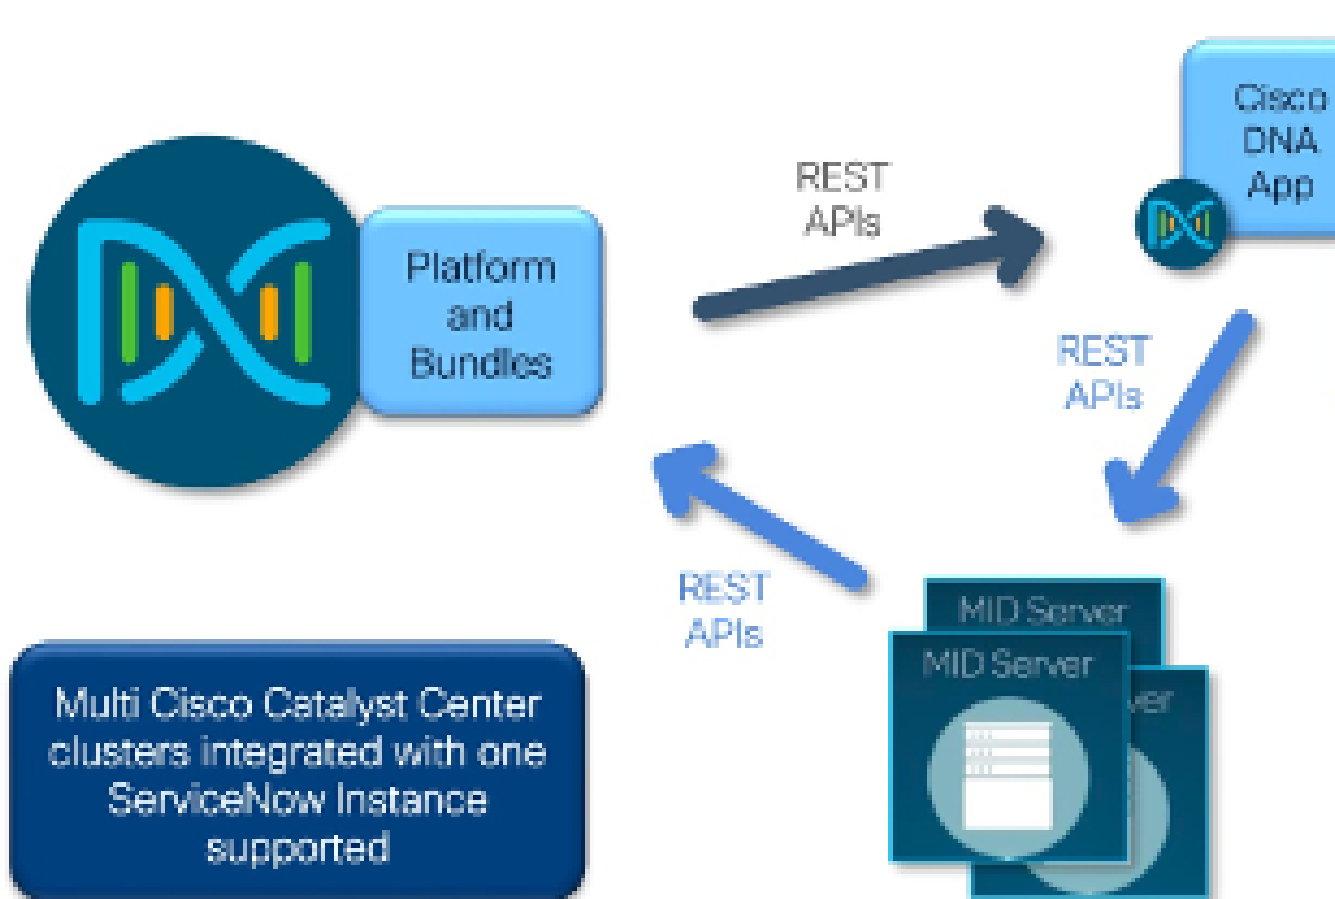 Cisco
DNA
App
REST
APIs
Platform
and
Bundles
REST
APIs
REST
APIs
MID Server
MID Server
ver
Multi Cisco Catalyst Center
clusters integrated with one
ServiceNow Instance
supported